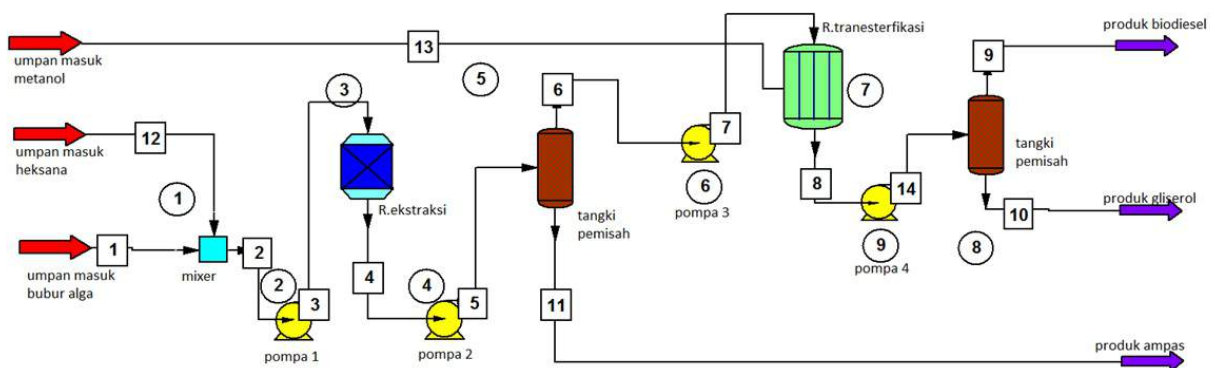 produk biodiesel
R.tranesterfikasi
umpan masuk
metanol
13
5
3
6
7
7
9
tangki
pemisah
12
umpan masuk
heksana
1
R.ekstraksi
6
pompa 3
8
14
produk gliserol
10
8
9
pompa 4
1
umpan masuk
bubur alga
mixer
2
2
3
pompa 1
4
4
5
pompa 2
tangki
pemisah
11
produk ampas